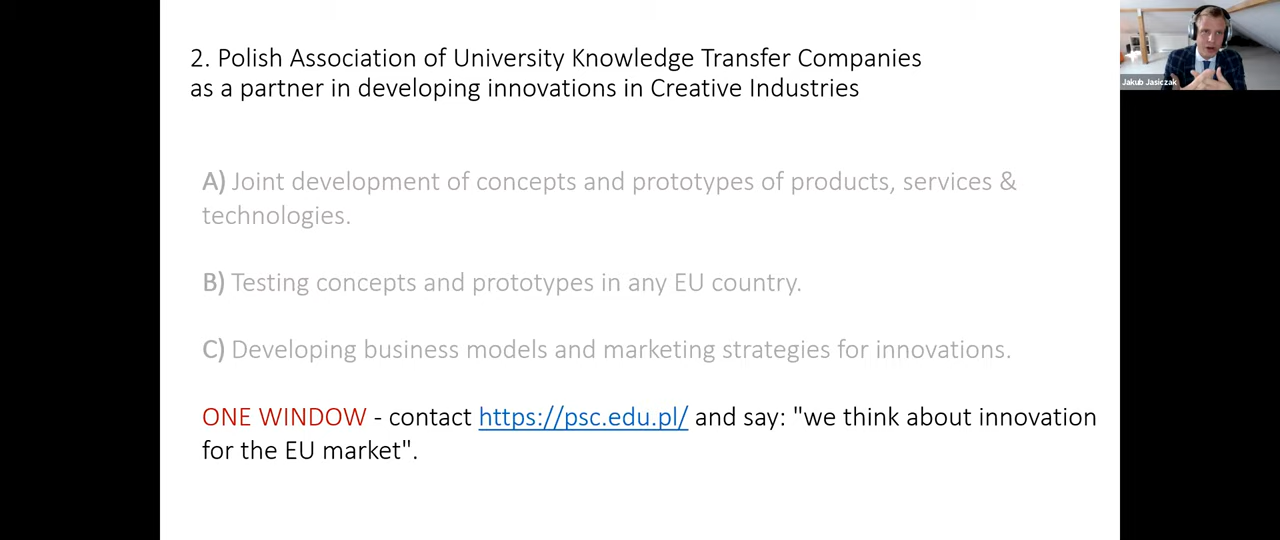 2. Polish Association of University Knowledge Transfer Companies
as a partner in developing innovations in Creative Industries
Jakub Jasiczak
A) Joint development of concepts and prototypes of products, services &
technologies.
B) Testing concepts and prototypes in any EU country.
C) Developing business models and marketing strategies for innovations.
ONE WINDOW - contact https://psc.edu.pl/ and say: "we think about innovation
for the EU market".